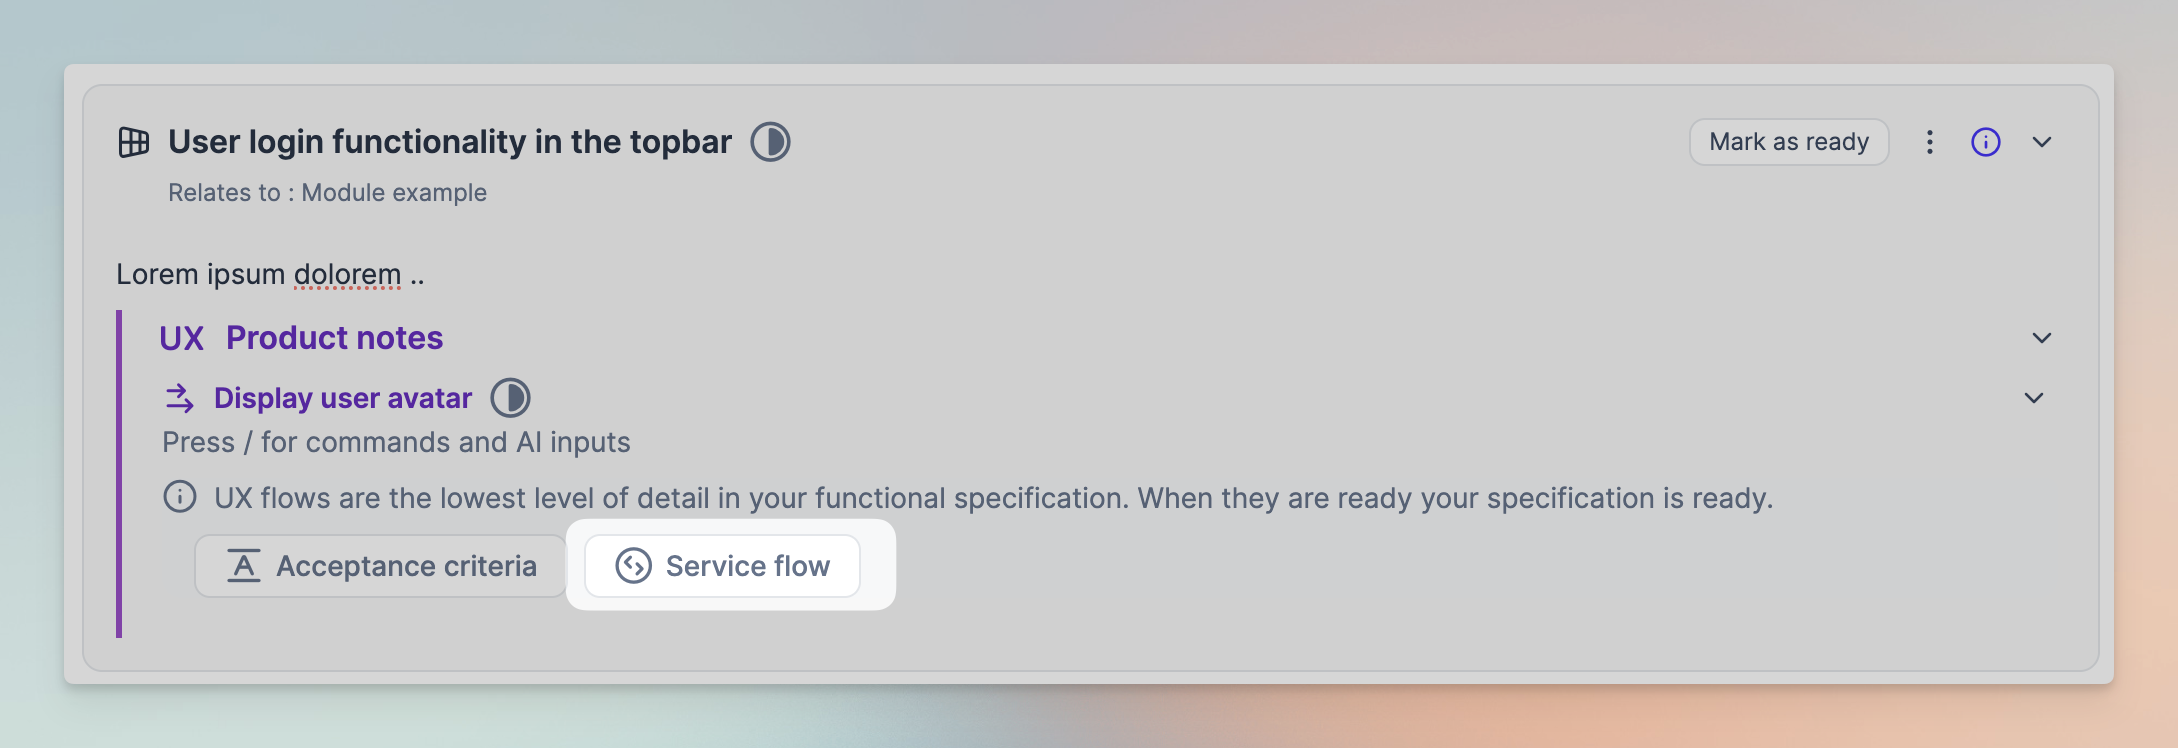 User login functionality in the topbar
Mark as ready
Relates to : Module example
Lorem ipsum dolorem ..
UX Product notes
Display user avatar
Press / for commands and AI inputs
UX flows are the lowest level of detail in your functional specification. When they are ready your specification is ready.
Acceptance criteria
Service flow